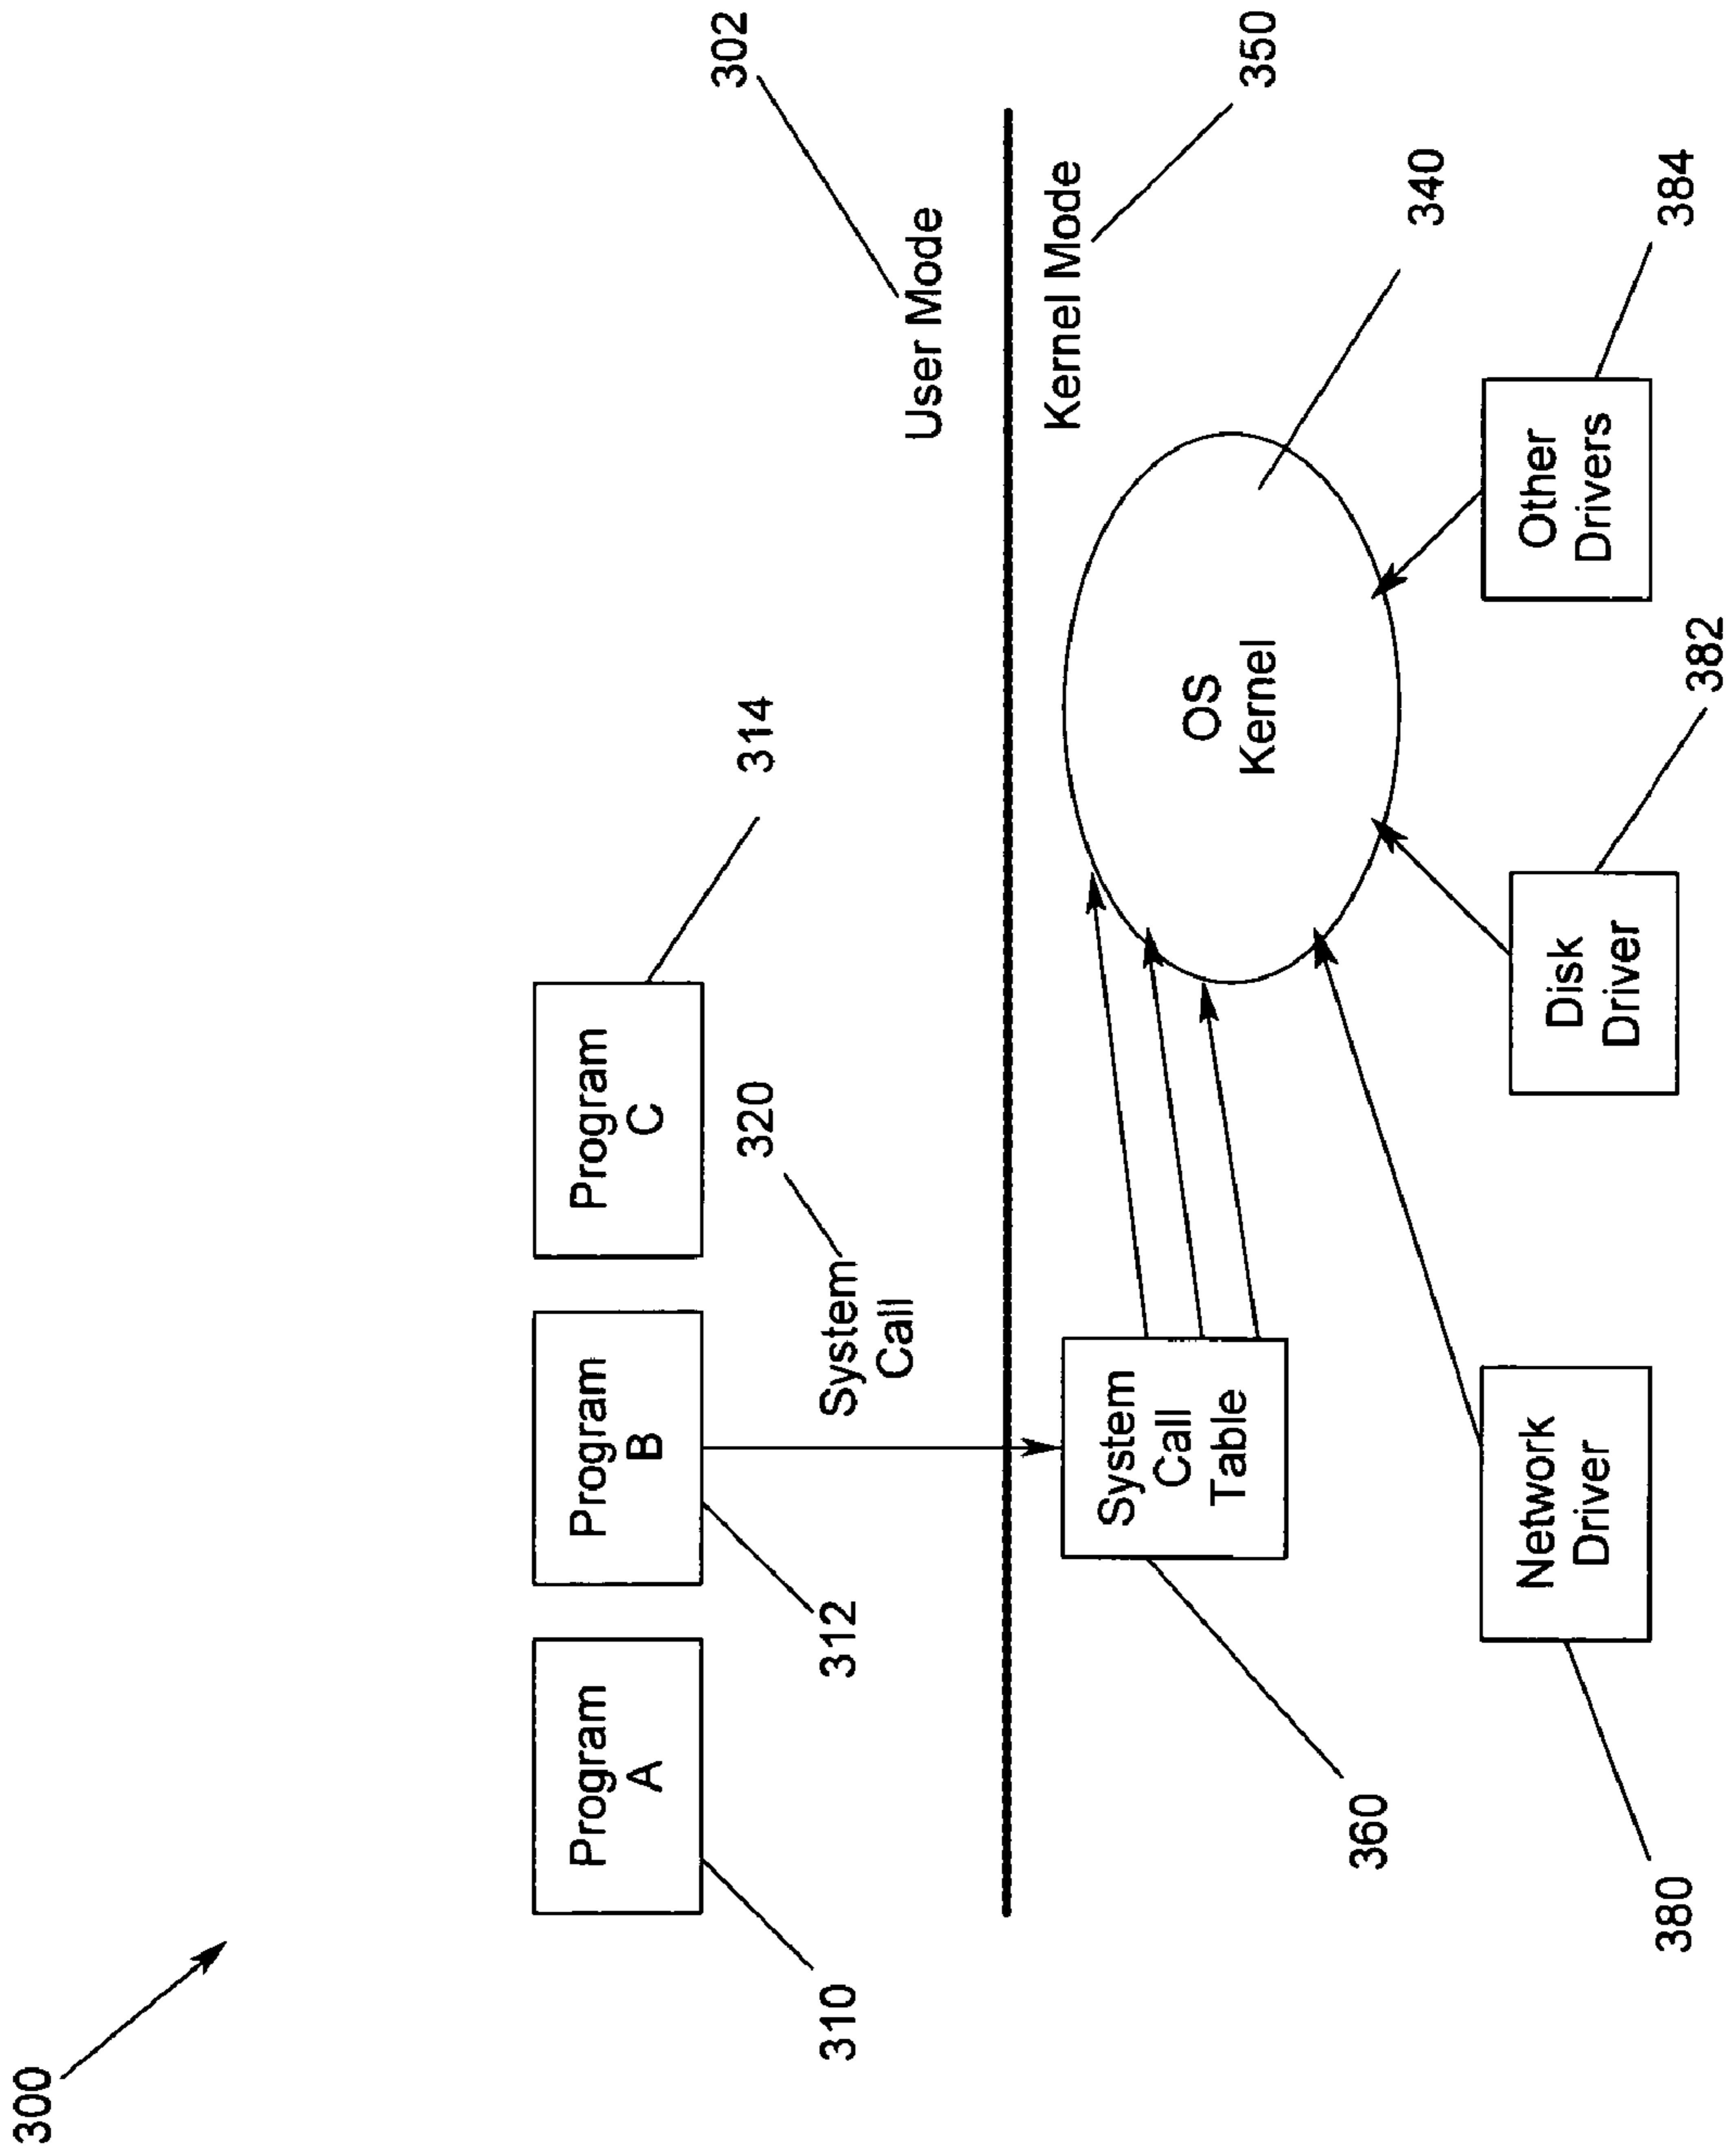 300
Program
A
310
Program
B
312
Program
C
314
System
Call
320
User Mode
302
Kernel Mode
350
System
Call
Table
360
OS
Kernel
340
Network
Driver
380
Disk
Driver
382
Other
Drivers
384